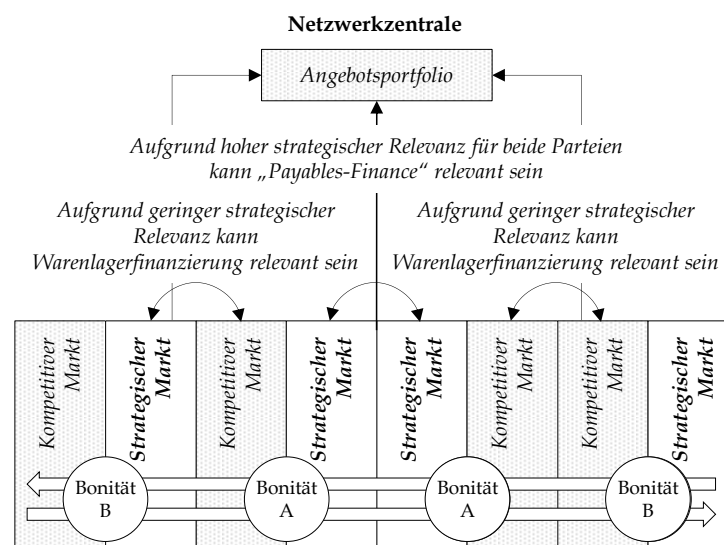 Netzwerkzentrale
Angebotsportfolio
Aufgrund hoher strategischer Relevanz für beide Parteien
kann „Payables-Finance“ relevant sein
Aufgrund geringer strategischer
Relevanz kann
Warenlagerfinanzierung relevant sein
Aufgrund geringer strategischer
Relevanz kann
Warenlagerfinanzierung relevant sein
Kompetitiver
Markt
Strategischer
Markt
Kompetitiver
Markt
Strategischer
Markt
Strategischer
Markt
Kompetitiver
Markt
Kompetitiver
Markt
Strategischer
Markt
Bonität
B
Bonität
A
Bonität
A
Bonität
B